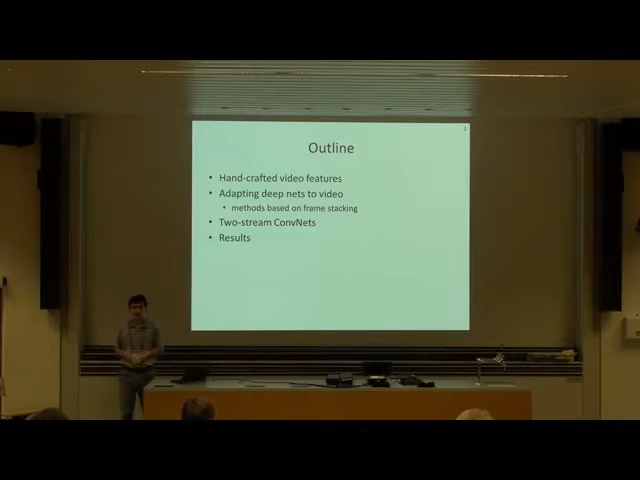 Outline
• Hand-crafted video features
• Adapting deep nets to video
• methods based on frame stacking
• Two-stream ConvNets
• Results